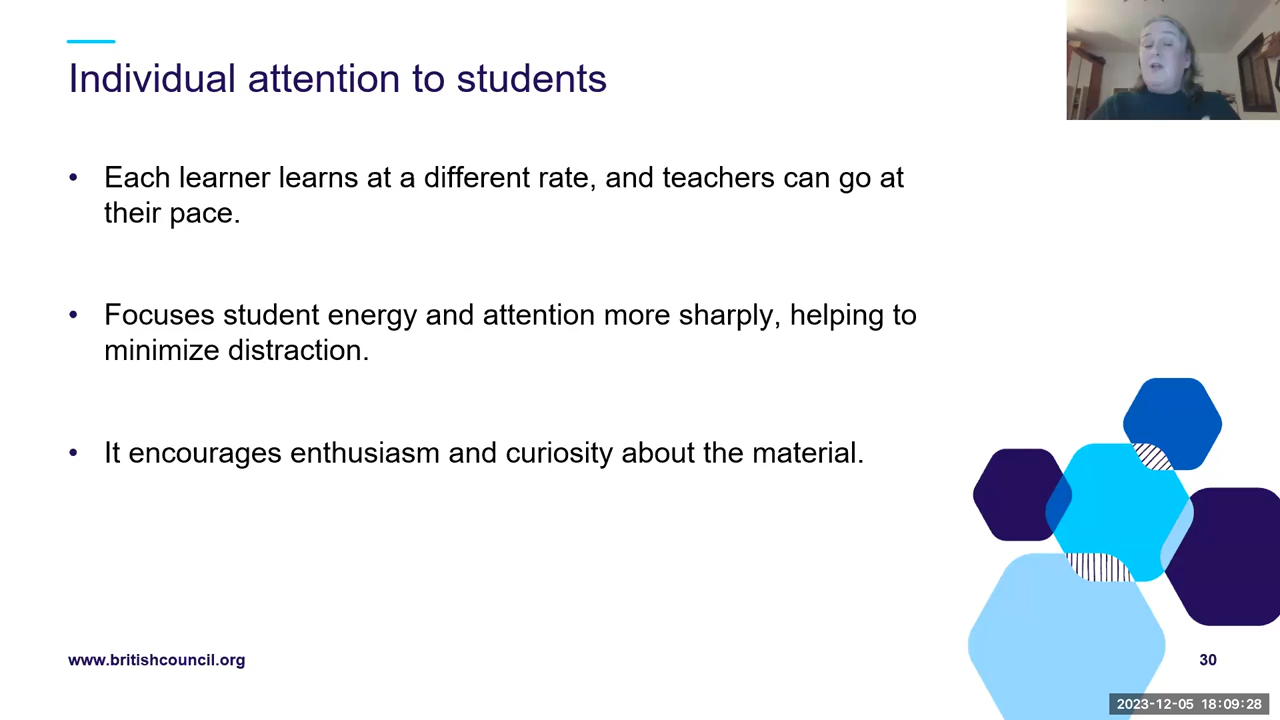 Individual attention to students
• Each learner learns at a different rate, and teachers can go at
their pace.
• Focuses student energy and attention more sharply, helping to
minimize distraction.
• It encourages enthusiasm and curiosity about the material.
www.britishcouncil.org
30
2023-12-05 18:09:28